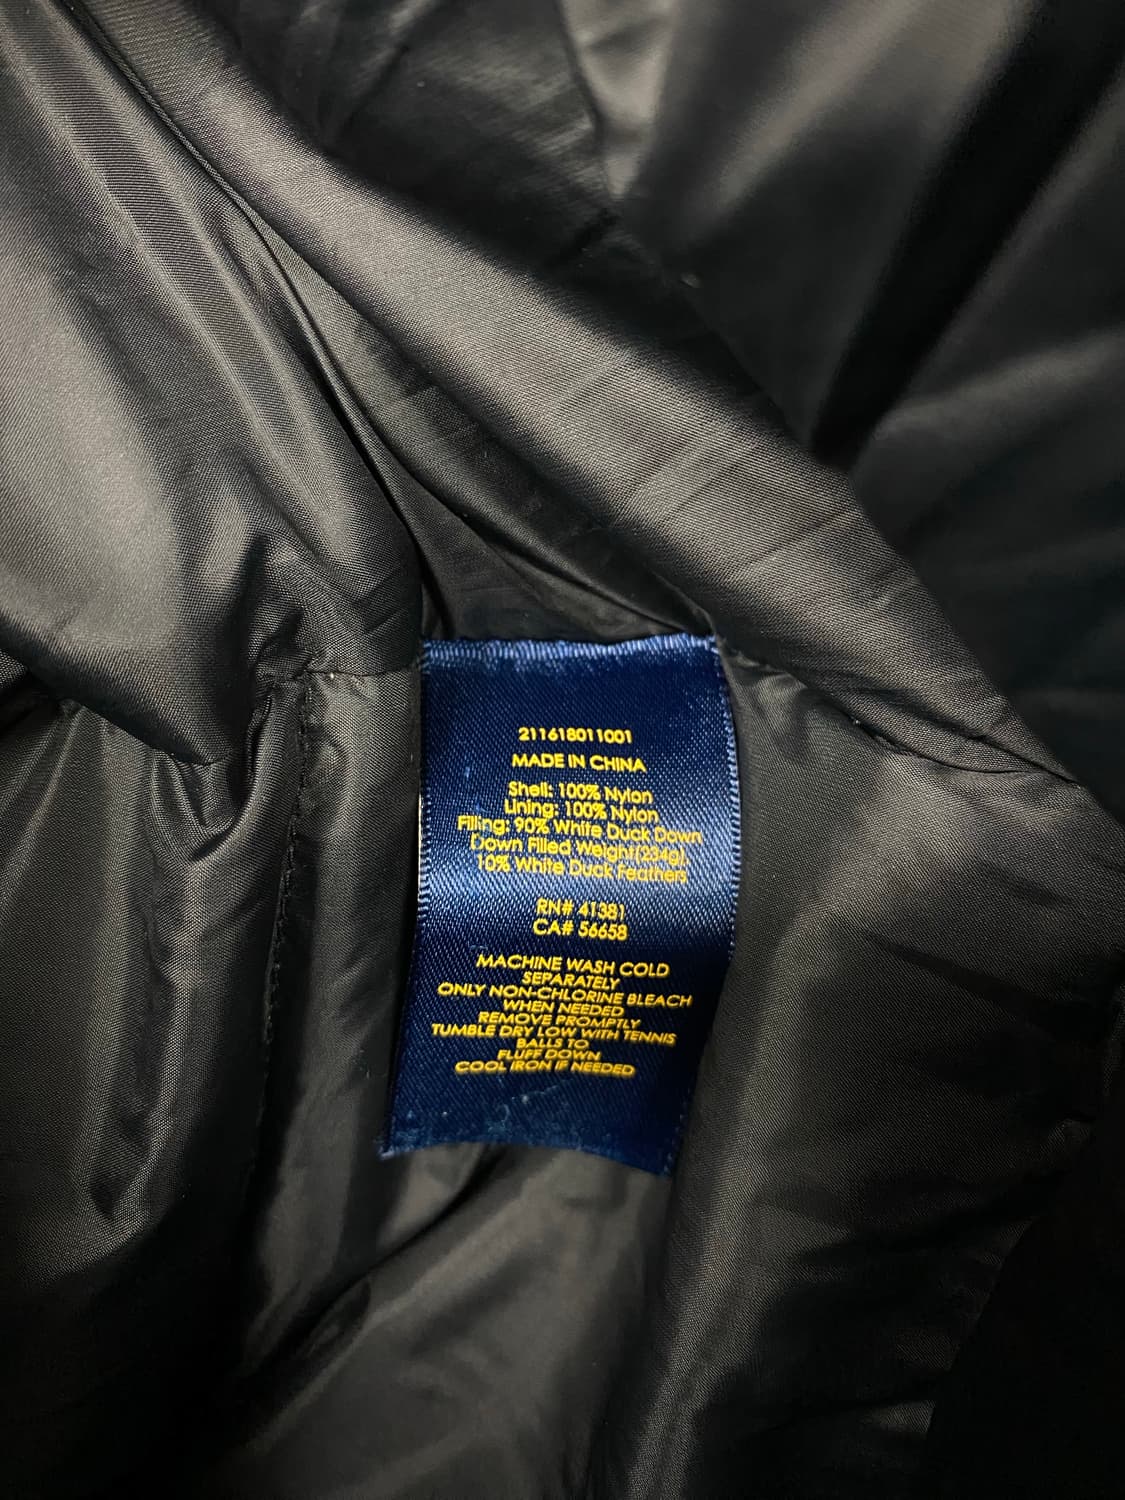 211618011001
MADE IN CHINA
Shell: 100% Nylon
Lining: 100% Nylon
Filling: 90% White Duck Down
Down Filled Weight(234g),
10% White Duck Feathers
RN# 41381
CA# 56658
MACHINE WASH COLD
SEPARATELY
ONLY NON-CHLORINE BLEACH
WHEN NEEDED
REMOVE PROMPTLY
TUMBLE DRY LOW WITH TENNIS
BALLS TO
FLUFF DOWN
COOL IRON IF NEEDED